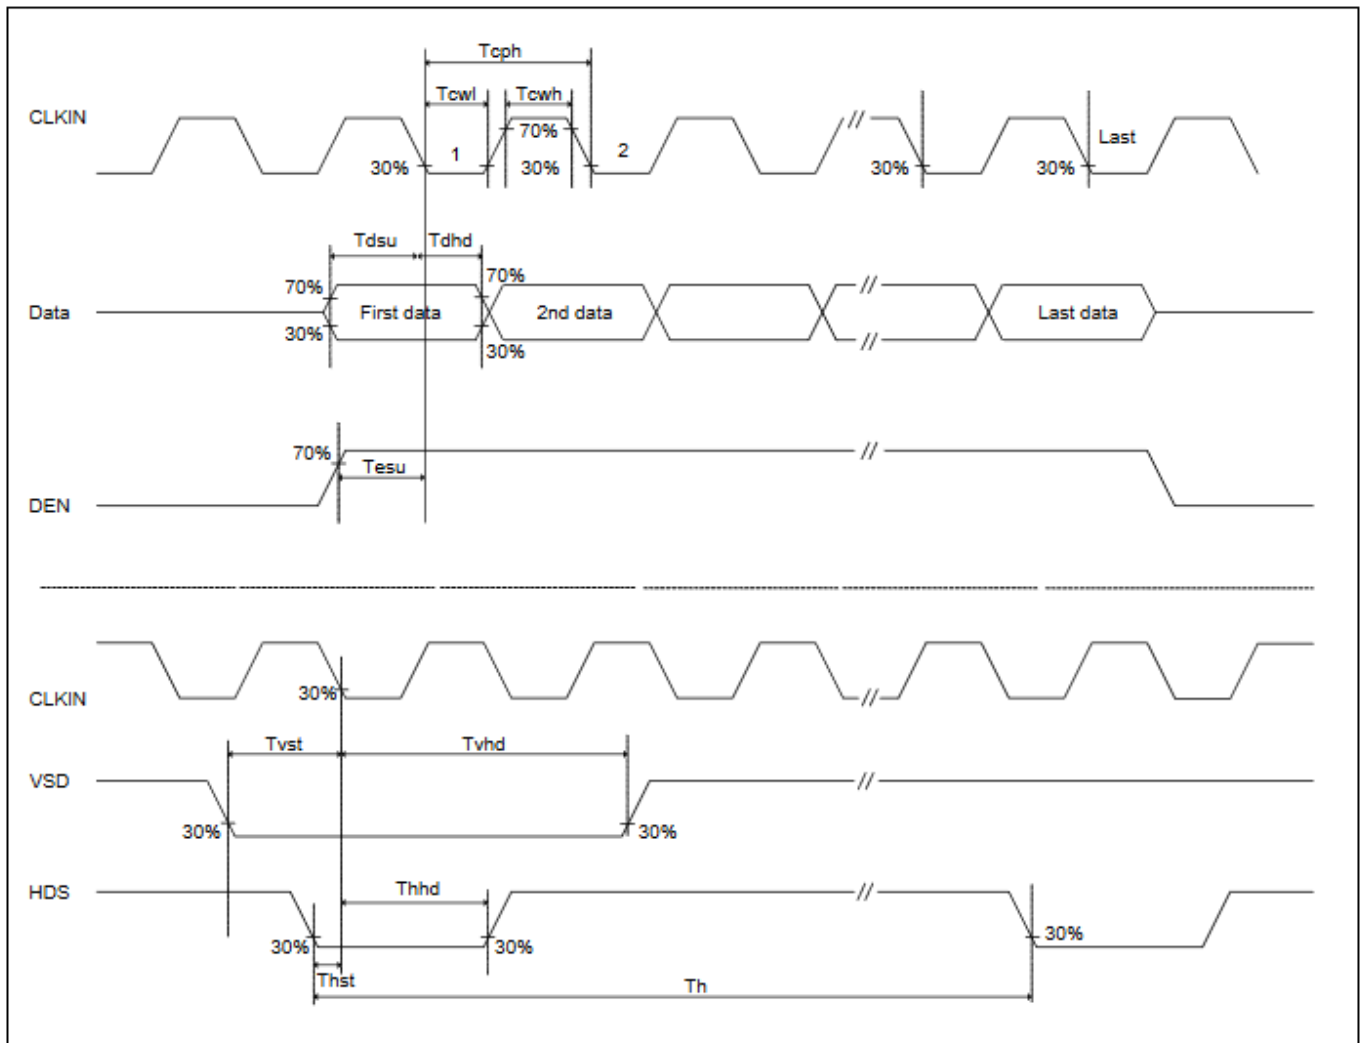 Tcph
Tcwl Tcwh
CLKIN
70%
30% 1 30% 2 30% 30% Last
Tdsu Tdhd
70% 70%
Data First data 2nd data Last data
30% 30%
70%
Tesu
DEN
30%
CLKIN
Tvst Tvhd
VSD
30% 30%
HDS Thhd
30% 30% 30%
Thst Th